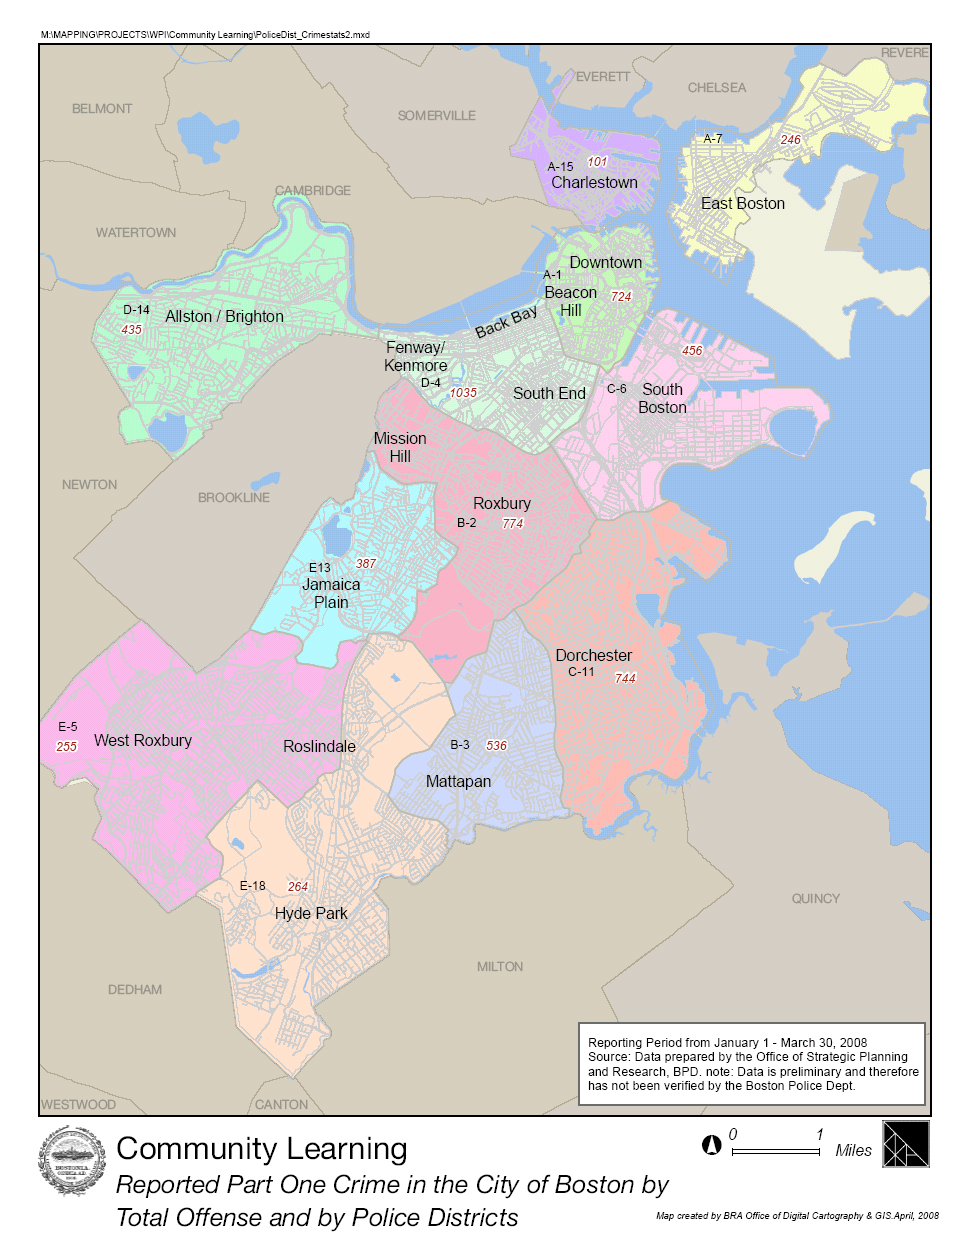 M:\MAPPING\PROJECTS\WPI\Community Learning\PoliceDist_Crimestats2.mxd
REVERE
EVERETT
CHELSEA
BELMONT
SOMERVILLE
A-7
246
101
A-15
Charlestown
CAMBRIDGE
East Boston
WATERTOWN
Downtown
A-1
Beacon
Hill
724
D-14
Allston / Brighton
435
Back Bay
Fenway/
Kenmore
D-4
1035
South End
456
C-6
South
Boston
Mission
Hill
NEWTON
BROOKLINE
Roxbury
B-2
774
387
E13
Jamaica
Plain
Dorchester
C-11
744
E-5
255
West Roxbury
Roslindale
B-3
536
Mattapan
E-18
264
Hyde Park
QUINCY
MILTON
DEDHAM
WESTWOOD
CANTON
Reporting Period from January 1 - March 30, 2008
Source: Data prepared by the Office of Strategic Planning
and Research, BPD. note: Data is preliminary and therefore
has not been verified by the Boston Police Dept.
Community Learning
Reported Part One Crime in the City of Boston by
Total Offense and by Police Districts
0 1
Miles
BOSTONIA
Map created by BRA Office of Digital Cartography & GIS.April, 2008